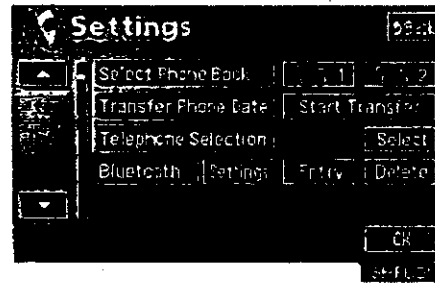 Settings
Select Phone Book
Transfer Phone Data Start Transfer
Telephone Selection Select
Bluetooth Settings Entry Delete
OK